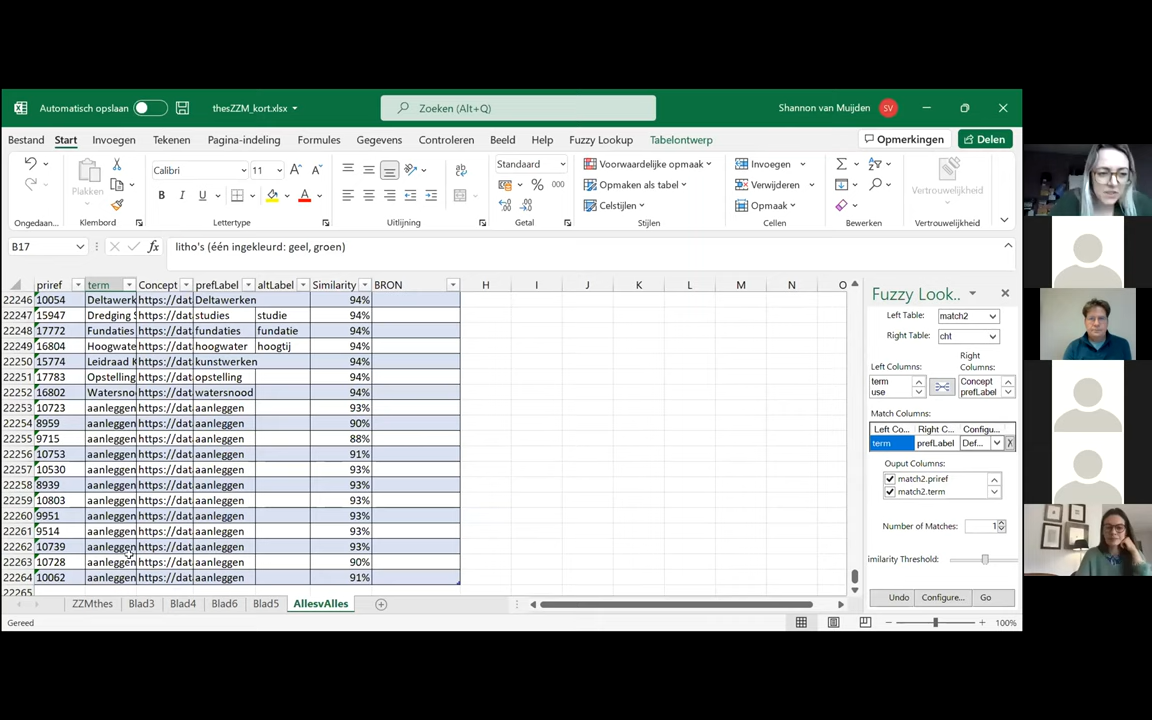 Automatisch opslaan thesZZM_kort.xlsx Zoeken (Alt+Q) Shannon van Muijden SV
Bestand Start Invoegen Tekenen Pagina-indeling Formules Gegevens Controleren Beeld Help Fuzzy Lookup Tabelontwerp Opmerkingen Delen
Plakken Calibri 11 Standaard Voorwaardelijke opmaak Invoegen Vertrouwelijkheid
B I U % 000 Opmaken als tabel Verwijderen
Celstijlen Opmaak
Ongedaan... Klembord Lettertype Uitlijning Getal Stijlen Cellen Bewerken Vertrouwelijkheid
B17 fx litho's (één ingekleurd: geel, groen)
priref term Concept prefLabel altLabel Similarity BRON H I J K L M N O
22246 10054 Deltawerk https://dat Deltawerken 94%
22247 15947 Dredging S https://dat studies studie 94%
22248 17772 Fundaties https://dat fundaties fundatie 94%
22249 16804 Hoogwate https://dat hoogwater hoogtij 94%
22250 15774 Leidraad K https://dat kunstwerken 94%
22251 17783 Opstelling https://dat opstelling 94%
22252 16802 Watersno https://dat watersnood 94%
22253 10723 aanleggen https://dat aanleggen 93%
22254 8959 aanleggen https://dat aanleggen 90%
22255 9715 aanleggen https://dat aanleggen 88%
22256 10753 aanleggen https://dat aanleggen 91%
22257 10530 aanleggen https://dat aanleggen 93%
22258 8939 aanleggen https://dat aanleggen 93%
22259 10803 aanleggen https://dat aanleggen 93%
22260 9951 aanleggen https://dat aanleggen 93%
22261 9514 aanleggen https://dat aanleggen 93%
22262 10739 aanleggen https://dat aanleggen 93%
22263 10728 aanleggen https://dat aanleggen 90%
22264 10062 aanleggen https://dat aanleggen 91%
22265
ZZMthes Blad3 Blad4 Blad6 Blad5 AllesvAlles
Gereed 100%
Fuzzy Look..
Left Table: match2
Right Table: cht
Left Columns: Right Columns:
term Concept
use prefLabel
Match Columns:
Left Co... Right C... Configu...
term prefLabel Def... X
Ouput Columns:
match2.priref
match2.term
Number of Matches: 1
imilarity Threshold:
Undo Configure... Go